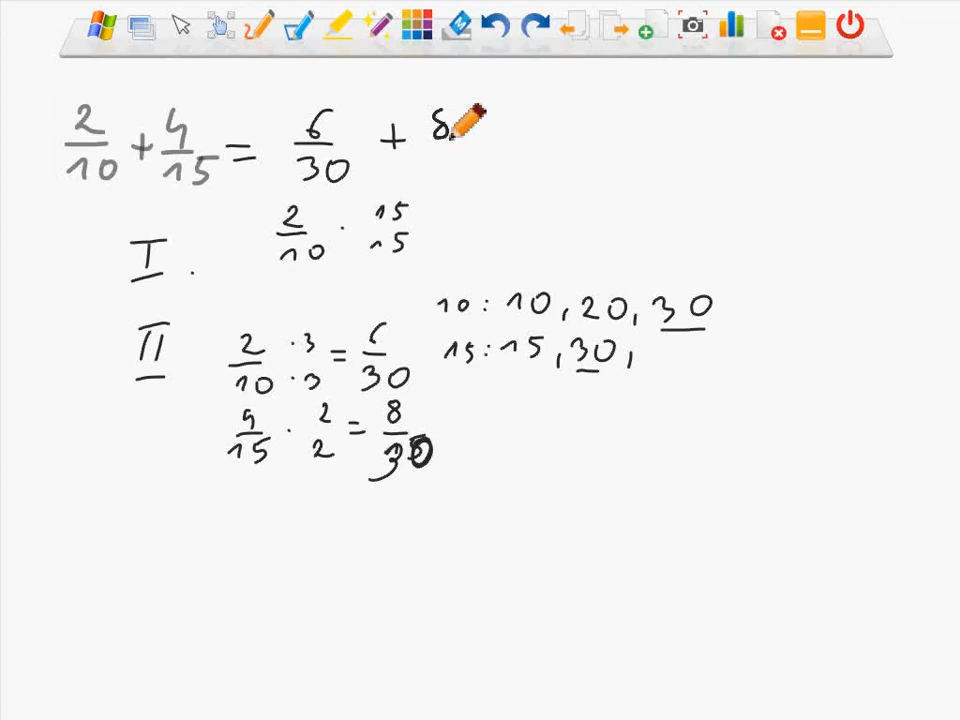 2/10 + 4/15 = 6/30 + 8
I. 2/10 · 15/15
10: 10, 20, 30
II 2/10 · 3/· 3 = 6/30
15: 15, 30,
4/15 · 2/2 = 8/30